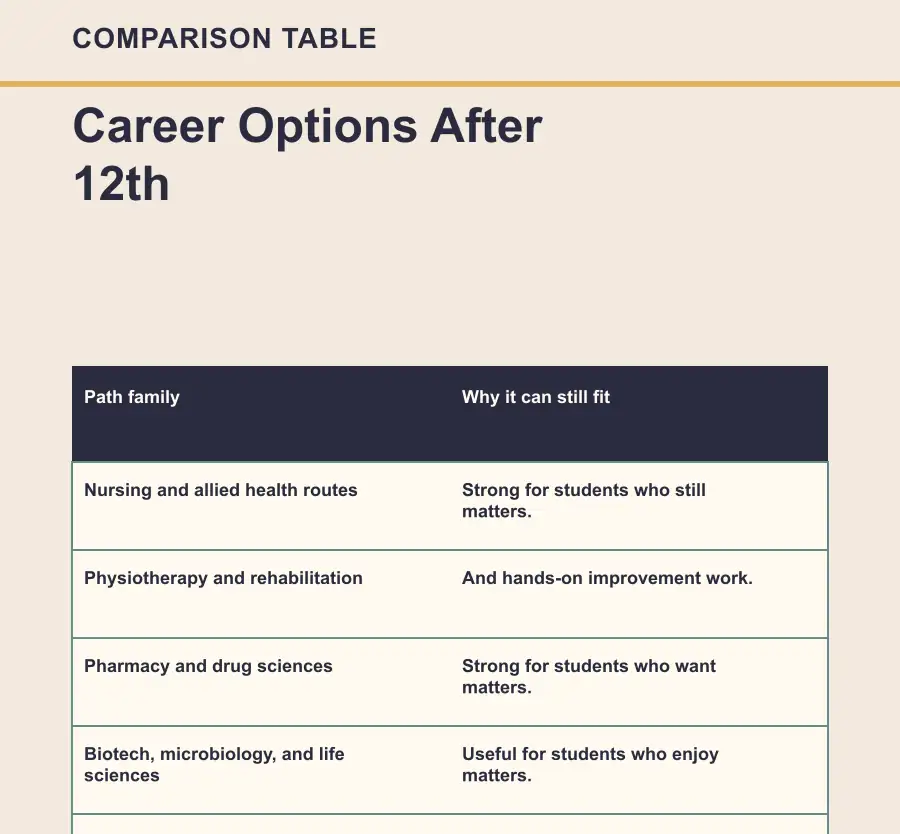 COMPARISON TABLE
Career Options After
12th
Path family
Why it can still fit
Nursing and allied health routes
Strong for students who still
matters.
Physiotherapy and rehabilitation
And hands-on improvement work.
Pharmacy and drug sciences
Strong for students who want
matters.
Biotech, microbiology, and life
sciences
Useful for students who enjoy
matters.